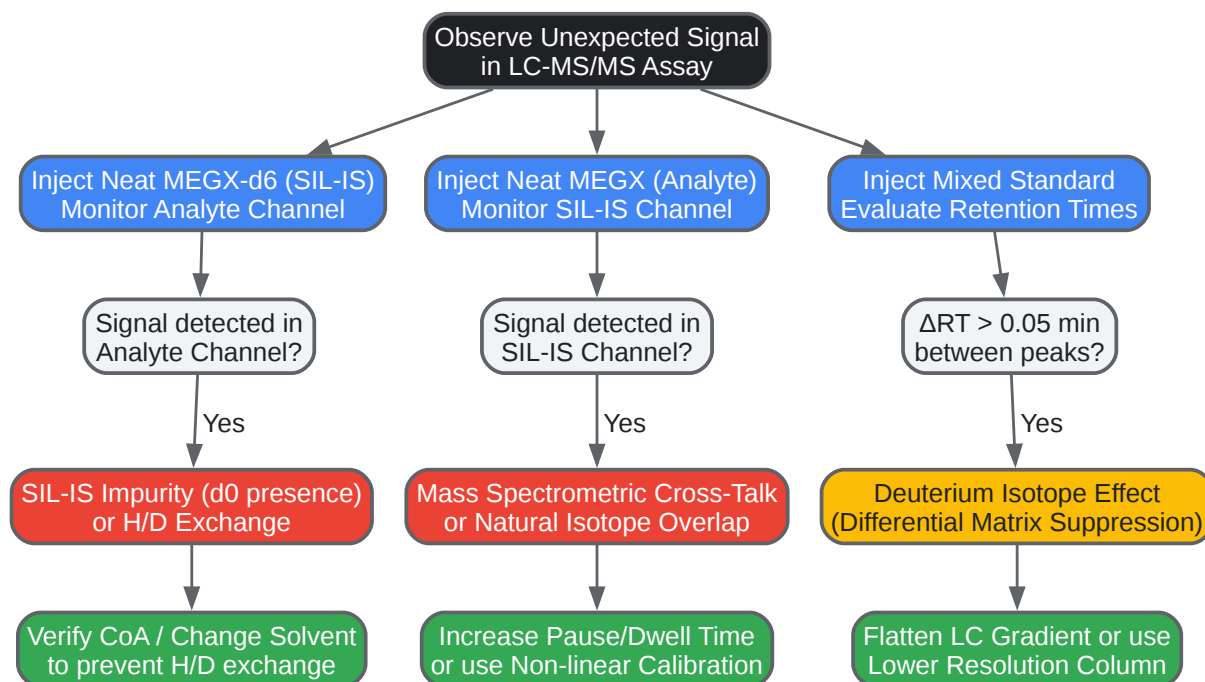 Observe Unexpected Signal
in LC-MS/MS Assay
Inject Neat MEGX-d6 (SIL-IS)
Monitor Analyte Channel
Inject Neat MEGX (Analyte)
Monitor SIL-IS Channel
Inject Mixed Standard
Evaluate Retention Times
Signal detected in
Analyte Channel?
Signal detected in
SIL-IS Channel?
ΔRT > 0.05 min
between peaks?
Yes
Yes
Yes
SIL-IS Impurity (d0 presence)
or H/D Exchange
Mass Spectrometric Cross-Talk
or Natural Isotope Overlap
Deuterium Isotope Effect
(Differential Matrix Suppression)
Verify CoA / Change Solvent
to prevent H/D exchange
Increase Pause/Dwell Time
or use Non-linear Calibration
Flatten LC Gradient or use
Lower Resolution Column